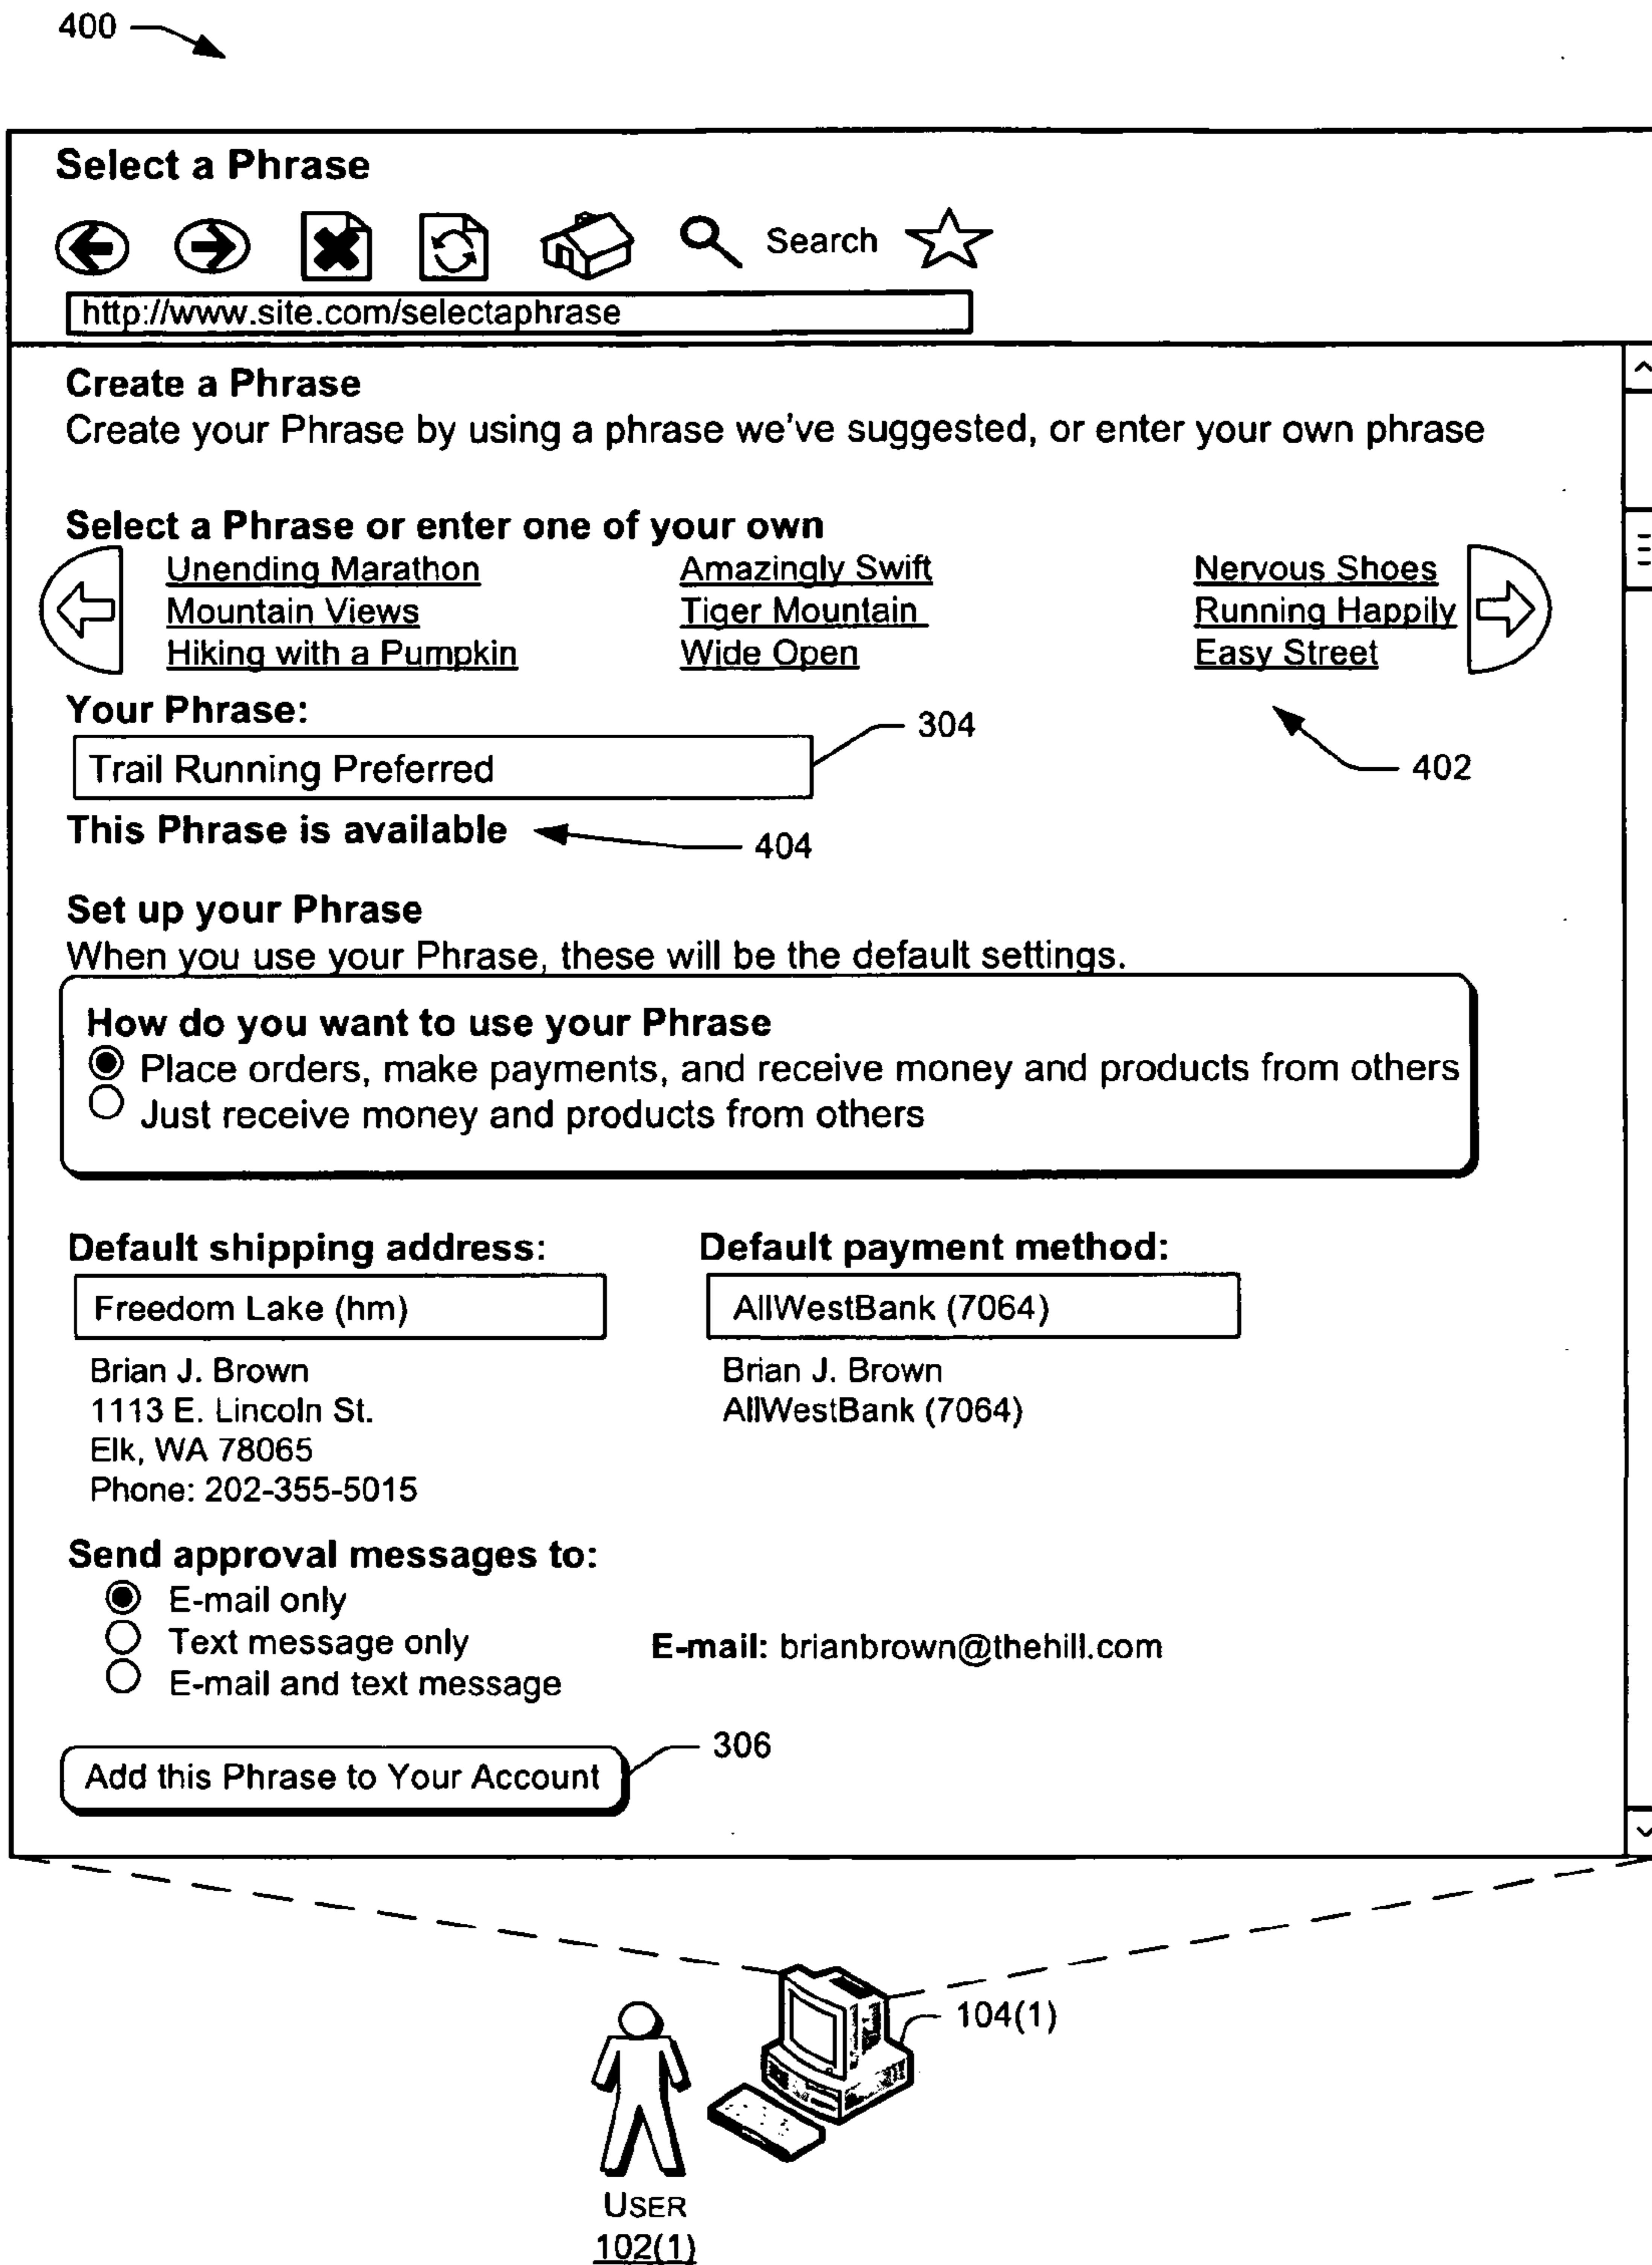 400
Select a Phrase
Search
http://www.site.com/selectaphrase
Create a Phrase
Create your Phrase by using a phrase we've suggested, or enter your own phrase
Select a Phrase or enter one of your own
Unending Marathon Amazingly Swift Nervous Shoes
Mountain Views Tiger Mountain Running Happily
Hiking with a Pumpkin Wide Open Easy Street
Your Phrase:
304
Trail Running Preferred
402
This Phrase is available
404
Set up your Phrase
When you use your Phrase, these will be the default settings.
How do you want to use your Phrase
Place orders, make payments, and receive money and products from others
Just receive money and products from others
Default shipping address: Default payment method:
Freedom Lake (hm) AllWestBank (7064)
Brian J. Brown Brian J. Brown
1113 E. Lincoln St. AllWestBank (7064)
Elk, WA 78065
Phone: 202-355-5015
Send approval messages to:
E-mail only
Text message only E-mail: brianbrown@thehill.com
E-mail and text message
306
Add this Phrase to Your Account
104(1)
USER
102(1)